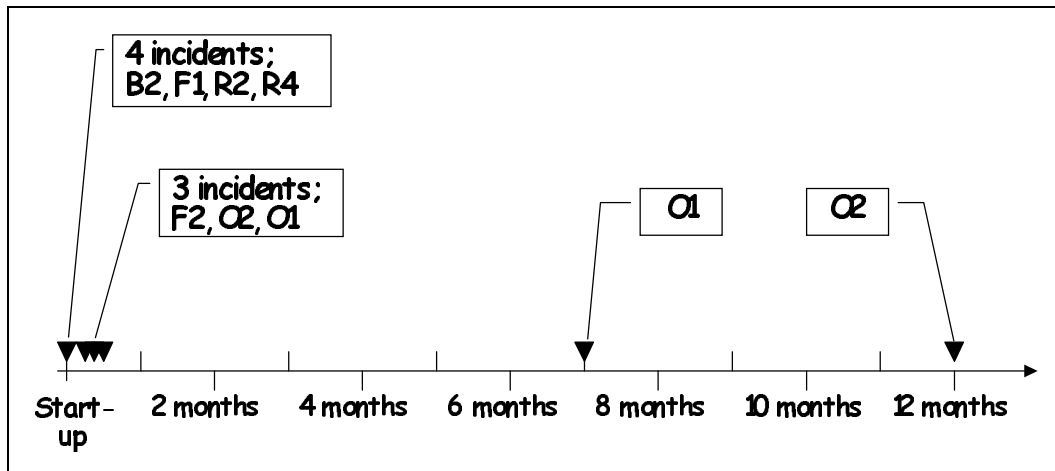 4 incidents;
B2, F1, R2, R4
3 incidents;
F2, O2, O1
O1
O2
Start-
up
2 months
4 months
6 months
8 months
10 months
12 months